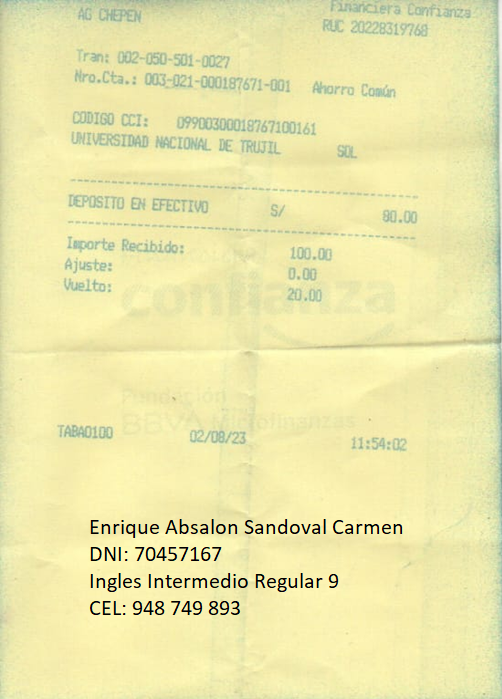 AG CHEPEN Financiera Confianza
RUC 20228319768
Tran: 002-050-501-0027
Nro.Cta.: 003-021-000187671-001 Ahorro Común
CODIGO CCI: 09900300018767100161
UNIVERSIDAD NACIONAL DE TRUJIL SOL
DEPOSITO EN EFECTIVO S/ 80.00
Importe Recibido: 100.00
Ajuste: 0.00
Vuelto: 20.00
confianza
Fundación
BBVA Microfinanzas
TABA0100 02/08/23 11:54:02
Enrique Absalon Sandoval Carmen
DNI: 70457167
Ingles Intermedio Regular 9
CEL: 948 749 893